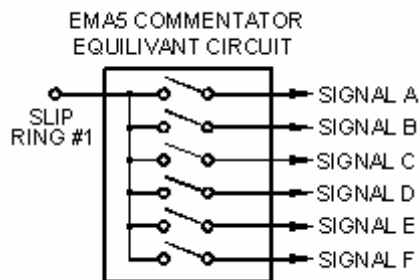 EMA5 COMMENTATOR
EQUILIVANT CIRCUIT
SIGNAL A
SLIP
RING #1
SIGNAL B
SIGNAL C
SIGNAL D
SIGNAL E
SIGNAL F